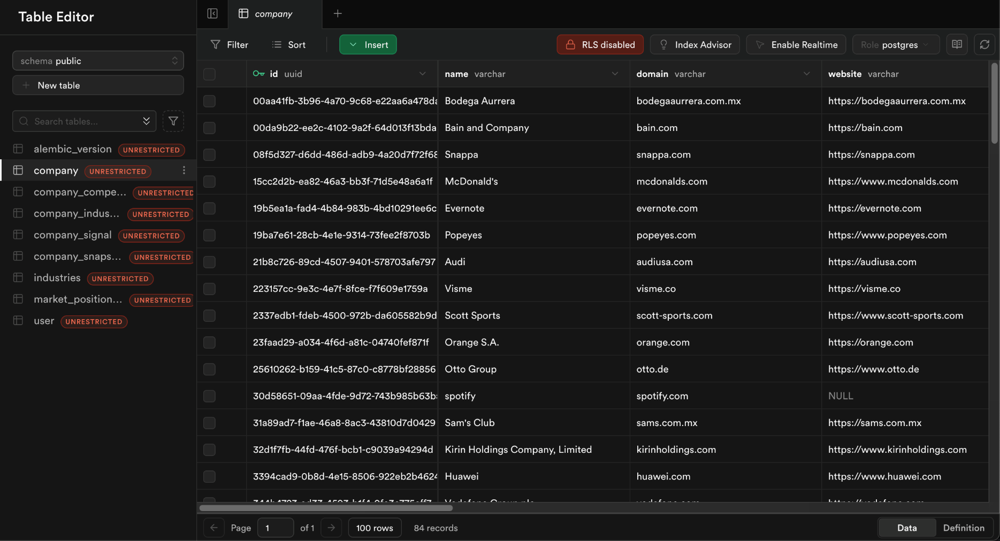 Table Editor
company
schema public
New table
Search tables...
alembic_version UNRESTRICTED
company UNRESTRICTED
company_compe... UNRESTRICTED
company_indus... UNRESTRICTED
company_signal UNRESTRICTED
company_snaps... UNRESTRICTED
industries UNRESTRICTED
market_position... UNRESTRICTED
user UNRESTRICTED
Filter Sort Insert RLS disabled Index Advisor Enable Realtime Role postgres
id uuid name varchar domain varchar website varchar
00aa41fb-3b96-4a70-9c68-e22aa6a478da Bodega Aurrera bodegaaurrera.com.mx https://bodegaaurrera.com.mx
00da9b22-ee2c-4102-9a2f-64d013f13bda Bain and Company bain.com https://bain.com
08f5d327-d6dd-486d-adb9-4a20d7f72f68 Snappa snappa.com https://snappa.com
15cc2d2b-ea82-46a3-bb3f-71d5e48a6a1f McDonald's mcdonalds.com https://www.mcdonalds.com
19b5ea1a-fad4-4b84-983b-4bd10291ee6c Evernote evernote.com https://evernote.com
19ba7e61-28cb-4e1e-9314-73fee2f8703b Popeyes popeyes.com https://www.popeyes.com
21b8c726-89cd-4507-9401-578703afe797 Audi audiusa.com https://audiusa.com
223157cc-9e3c-4e7f-8fce-f7f609e1759a Visme visme.co https://visme.co
2337edb1-fdeb-4500-972b-da605582b9d Scott Sports scott-sports.com https://www.scott-sports.com
23faad29-a034-4f6d-a81c-04740fef871f Orange S.A. orange.com https://orange.com
25610262-b159-41c5-87c0-c8778bf28856 Otto Group otto.de https://www.otto.de
30d58651-09aa-4fde-9d72-743b985b63b spotify spotify.com NULL
31a89ad7-f1ae-46a8-8ac3-43810d7d0429 Sam's Club sams.com.mx https://sams.com.mx
32d1f7fb-44fd-476f-bcb1-c9039a94294d Kirin Holdings Company, Limited kirinholdings.com https://www.kirinholdings.com
3394cad9-0b8d-4e15-8506-922eb2b4624 Huawei huawei.com https://www.huawei.com
Page 1 of 1 100 rows 84 records Data Definition